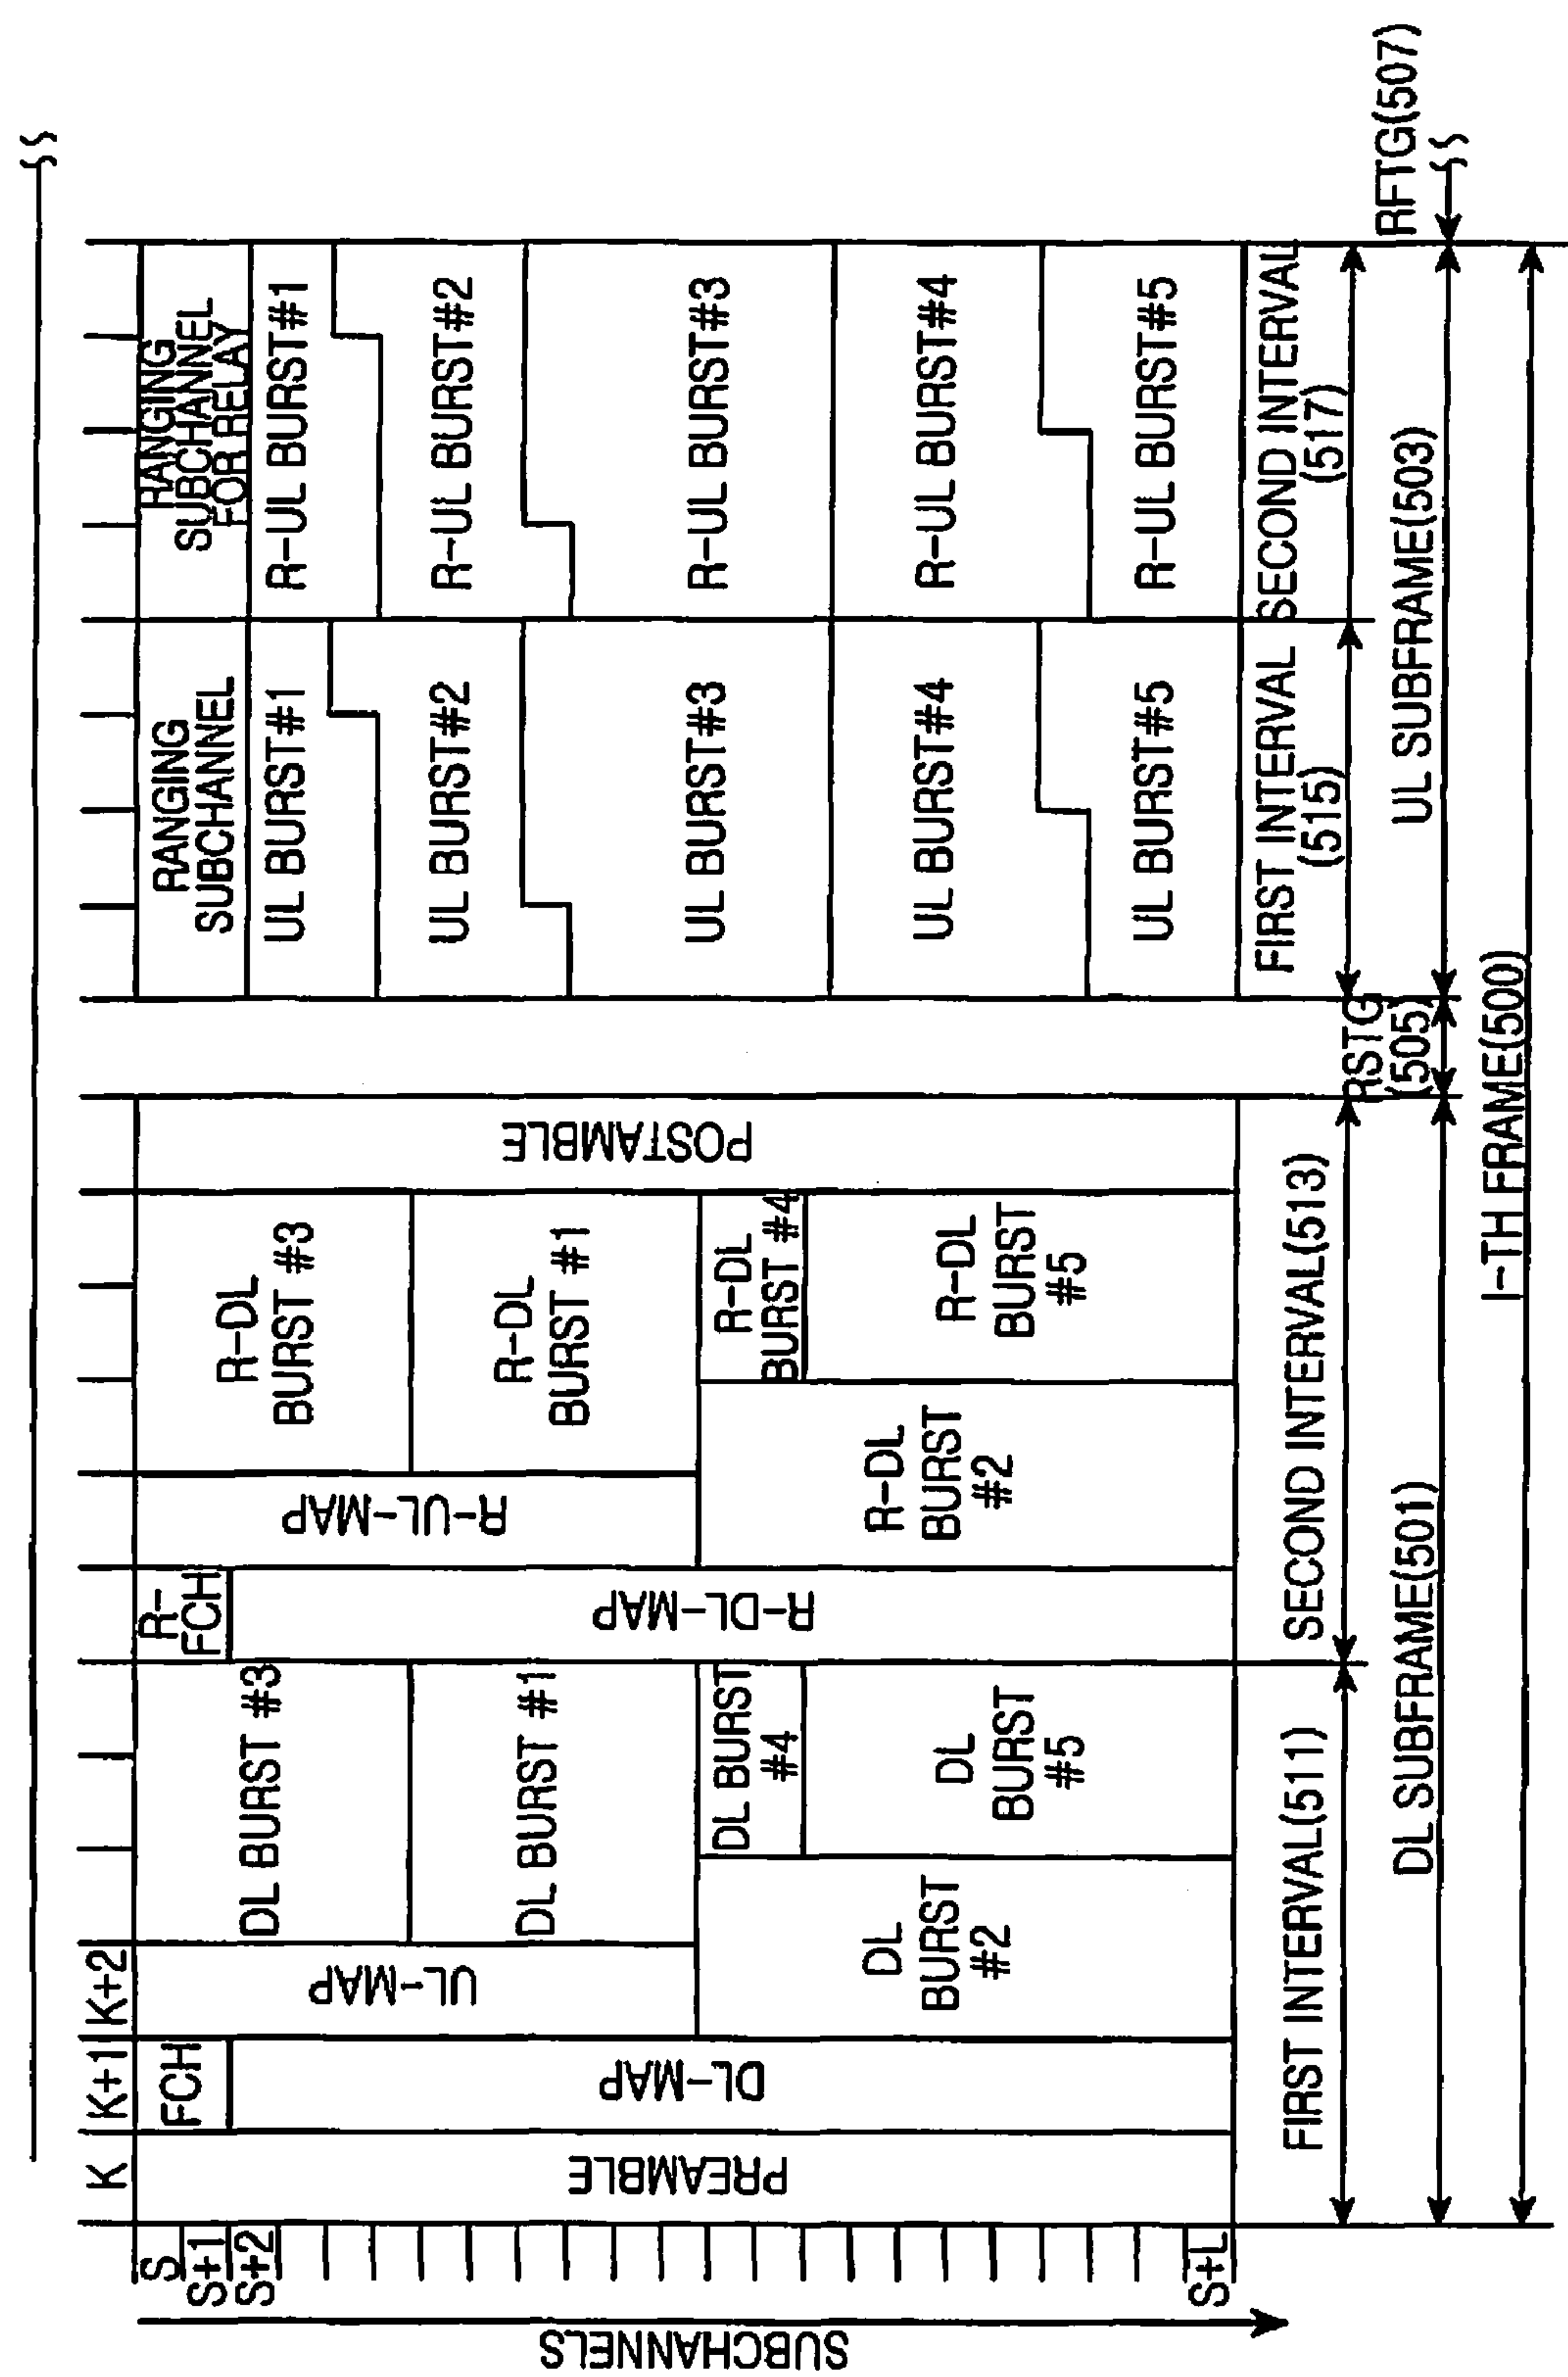 K K+1 K+2
SUBCHANNELS
S
S+1
S+2
S+L
PREAMBLE
FCH
DL-MAP
UL-MAP
DL BURST #3
DL BURST #1
DL
BURST
#2
DL BURST
#4
DL
BURST
#5
R-
FCH
R-DL-MAP
R-UL-MAP
R-DL
BURST #3
R-DL
BURST #1
R-DL
BURST
#2
R-DL
BURST #4
R-DL
BURST
#5
POSTAMBLE
RANGING
SUBCHANNEL
UL BURST#1
UL BURST#2
UL BURST#3
UL BURST#4
UL BURST#5
RANGING
SUBCHANNEL
FOR RELAY
R-UL BURST#1
R-UL BURST#2
R-UL BURST#3
R-UL BURST#4
R-UL BURST#5
FIRST INTERVAL(511)
SECOND INTERVAL(513)
RSTG
(505)
FIRST INTERVAL
(515)
SECOND INTERVAL
(517)
RFTG(507)
DL SUBFRAME(501)
UL SUBFRAME(503)
I-TH FRAME(500)